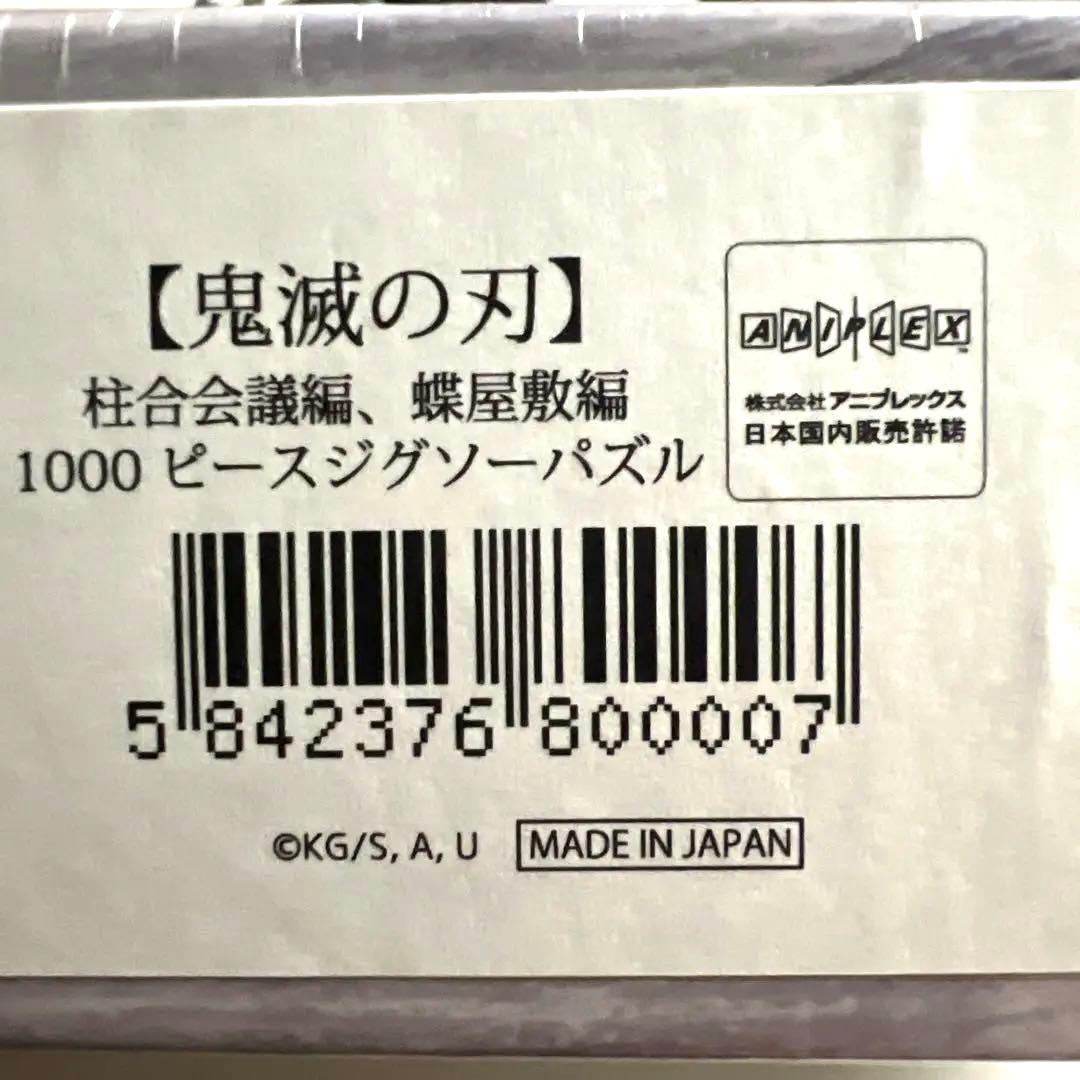 【鬼滅の刃】
柱合会議編、蝶屋敷編
1000 ピースジグソーパズル
ANIPLEX™
株式会社アニプレックス
日本国内販売許諾
5 842376 800007
©KG/S, A, U
MADE IN JAPAN